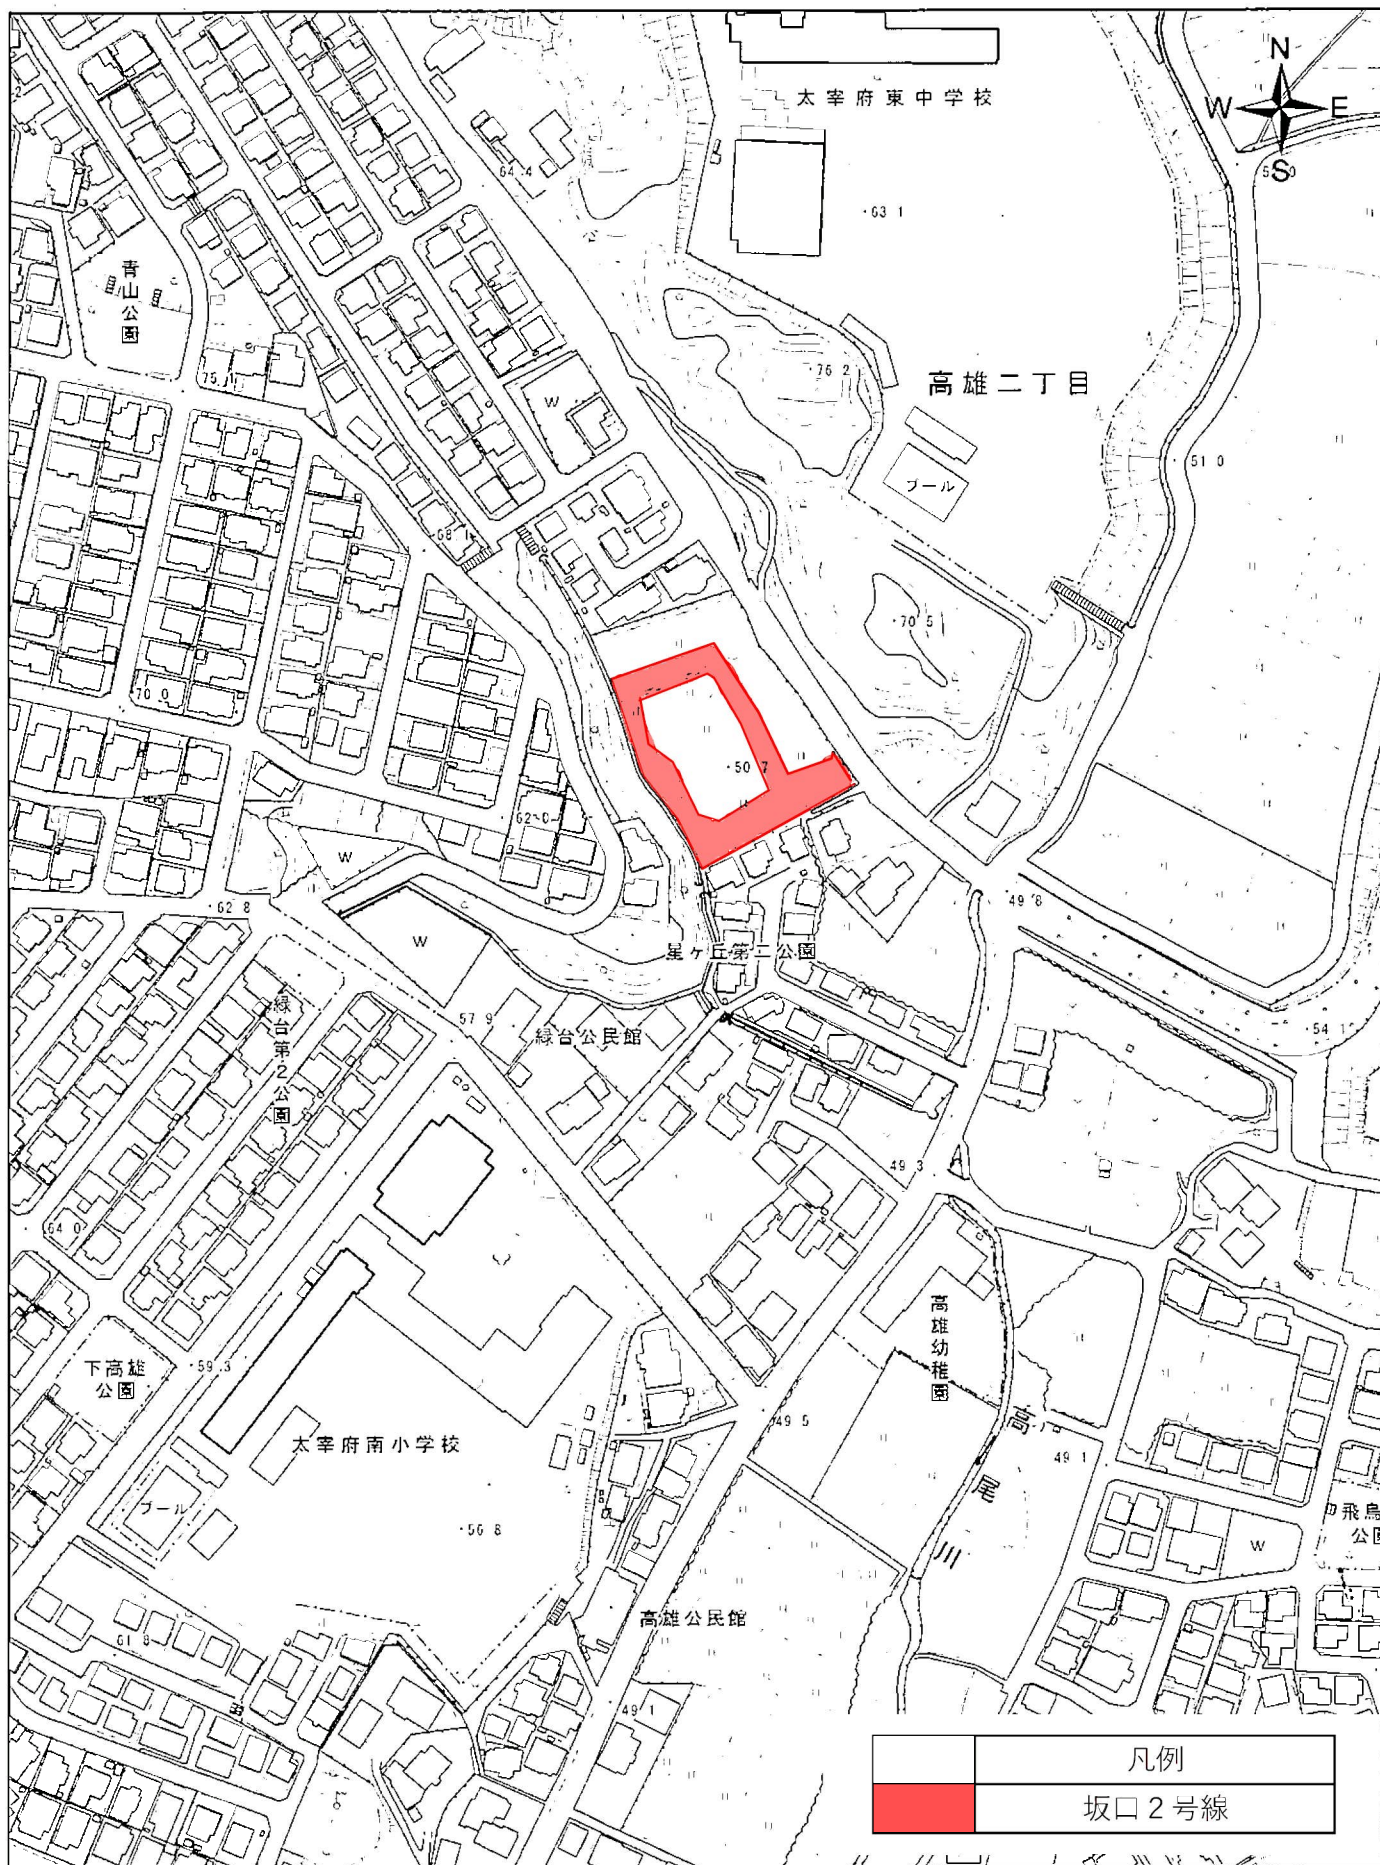 N
W
E
S
太宰府東中学校
64.4
・63.1
青山公園
・76.2
高雄二丁目
W
・51.0
プール
・70.5
・70.0
・50.7
62.0
W
・62.8
・49.8
W
星ヶ丘第二公園
57.9
緑台公民館
緑台第2公園
・54.1
49.3
64.0
高雄幼稚園
下高雄
公園
・59.3
・49.5
太宰府南小学校
高尾川
49.1
プール
・56.8
飛鳥
公園
W
高雄公民館
61.8
49.1
凡例
坂口2号線